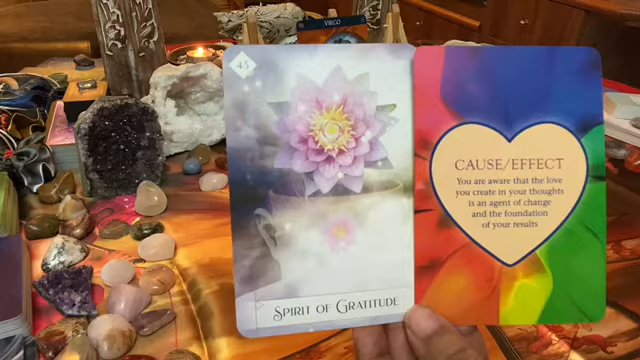 VIRGO
45
SPIRIT OF GRATITUDE
CAUSE/EFFECT
You are aware that the love
you create in your thoughts
is an agent of change
and the foundation
of your results